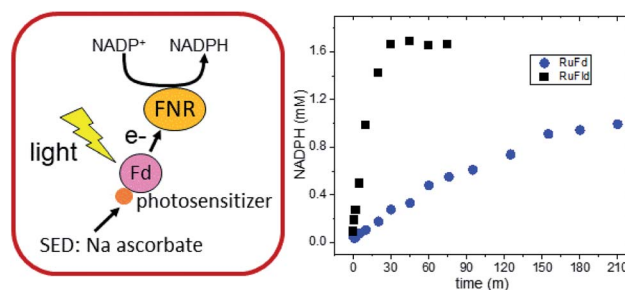 NADP⁺ NADPH
FNR
e-
light
Fd
photosensitizer
SED: Na ascorbate
NADPH (mM)
1.6
1.2
0.8
0.4
0.0
RuFd
RuFld
0 30 60 90 120 150 180 210
time (m)